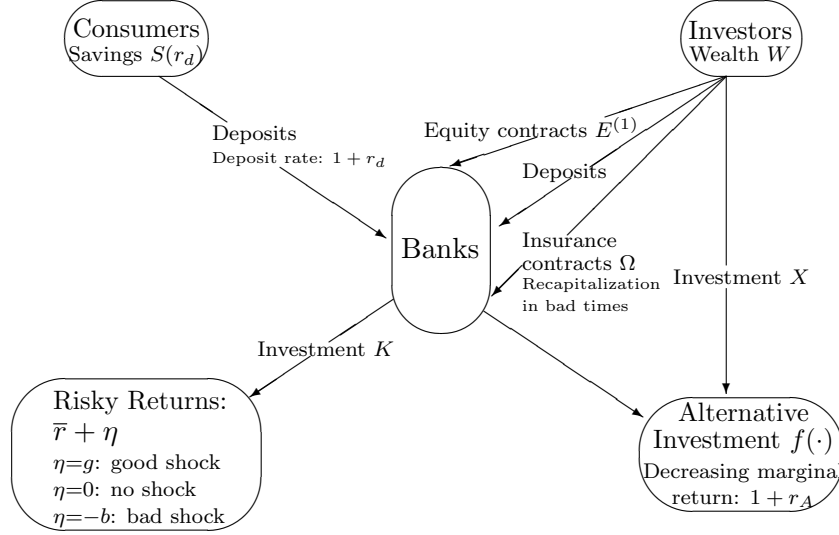 Consumers
Savings S(r_d)
Investors
Wealth W
Deposits
Deposit rate: 1 + r_d
Equity contracts E^(1)
Deposits
Banks
Insurance
contracts Ω
Recapitalization
in bad times
Investment X
Investment K
Risky Returns:
r̅ + η
η=g: good shock
η=0: no shock
η=−b: bad shock
Alternative
Investment f(·)
Decreasing marginal
return: 1 + r_A